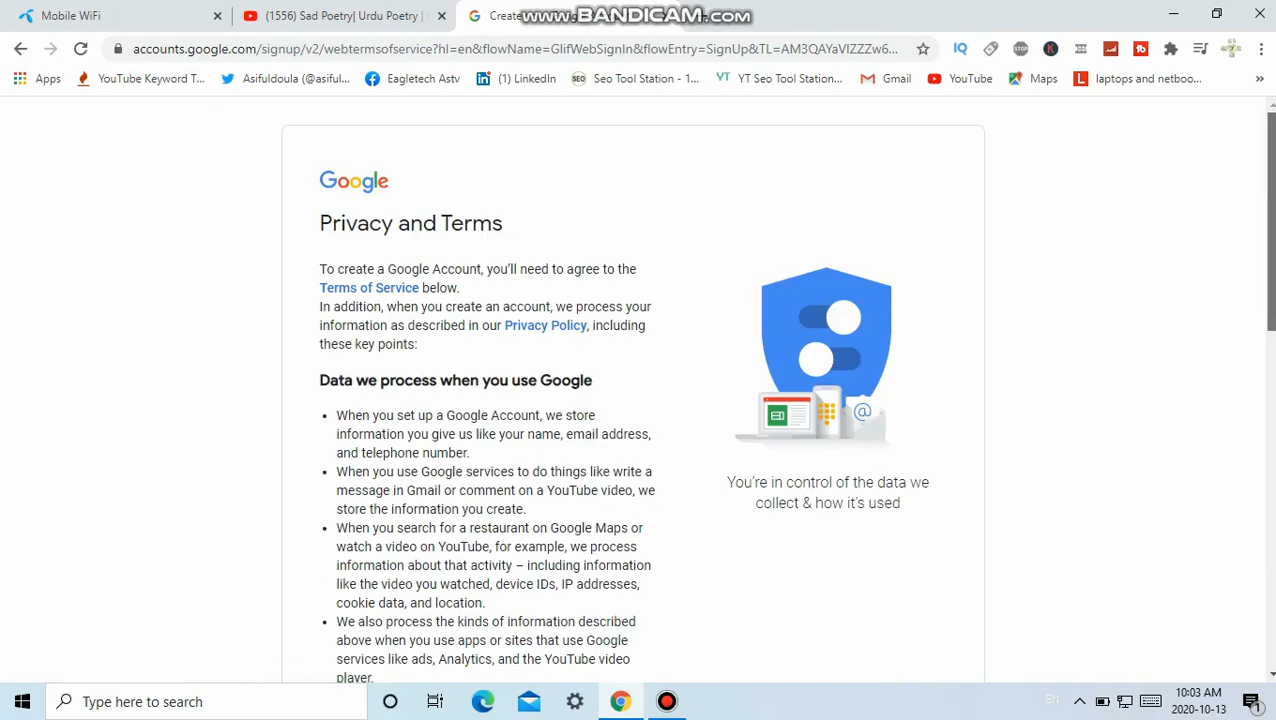 Mobile WiFi
(1556) Sad Poetry| Urdu Poetry |
Create
www.BANDICAM.com
accounts.google.com/signup/v2/webtermsofservice?hl=en&flowName=GlifWebSignIn&flowEntry=SignUp&TL=AM3QAYaVIZZZw6...
Apps
YouTube Keyword T...
Asifuldoula (@asiful...
Eagletech Astv
(1) LinkedIn
Seo Tool Station - 1...
YT Seo Tool Station...
Gmail
YouTube
Maps
laptops and netboo...
Google
Privacy and Terms
To create a Google Account, you'll need to agree to the
Terms of Service below.
In addition, when you create an account, we process your
information as described in our Privacy Policy, including
these key points:
Data we process when you use Google
• When you set up a Google Account, we store
information you give us like your name, email address,
and telephone number.
• When you use Google services to do things like write a
message in Gmail or comment on a YouTube video, we
store the information you create.
• When you search for a restaurant on Google Maps or
watch a video on YouTube, for example, we process
information about that activity – including information
like the video you watched, device IDs, IP addresses,
cookie data, and location.
• We also process the kinds of information described
above when you use apps or sites that use Google
services like ads, Analytics, and the YouTube video
player.
You're in control of the data we
collect & how it's used
Type here to search
EN
10:03 AM
2020-10-13
1